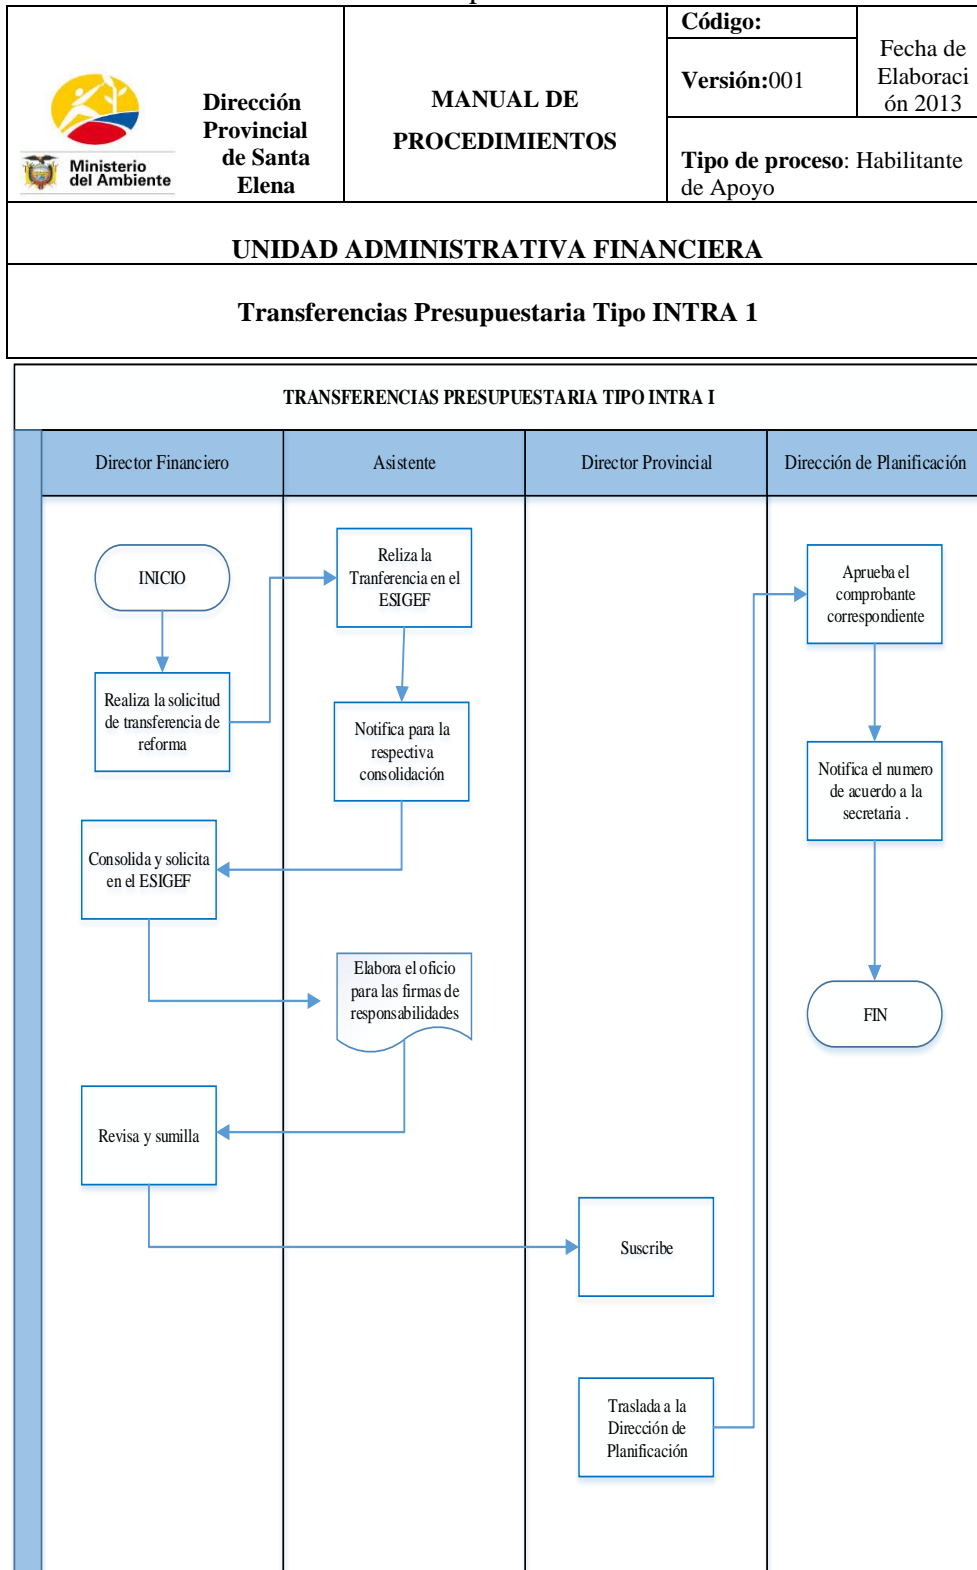 Ministerio
del Ambiente
Dirección
Provincial
de Santa
Elena
MANUAL DE
PROCEDIMIENTOS
Código:
Versión:001
Fecha de
Elaboraci
ón 2013
Tipo de proceso: Habilitante
de Apoyo
UNIDAD ADMINISTRATIVA FINANCIERA
Transferencias Presupuestaria Tipo INTRA 1
TRANSFERENCIAS PRESUPUESTARIA TIPO INTRA I
Director Financiero
Asistente
Director Provincial
Dirección de Planificación
INICIO
Realiza la solicitud
de transferencia de
reforma
Reliza la
Tranferencia en el
ESIGEF
Notifica para la
respectiva
consolidación
Consolida y solicita
en el ESIGEF
Elabora el oficio
para las firmas de
responsabilidades
Revisa y sumilla
Suscribe
Traslada a la
Dirección de
Planificación
Aprueba el
comprobante
correspondiente
Notifica el numero
de acuerdo a la
secretaria .
FIN